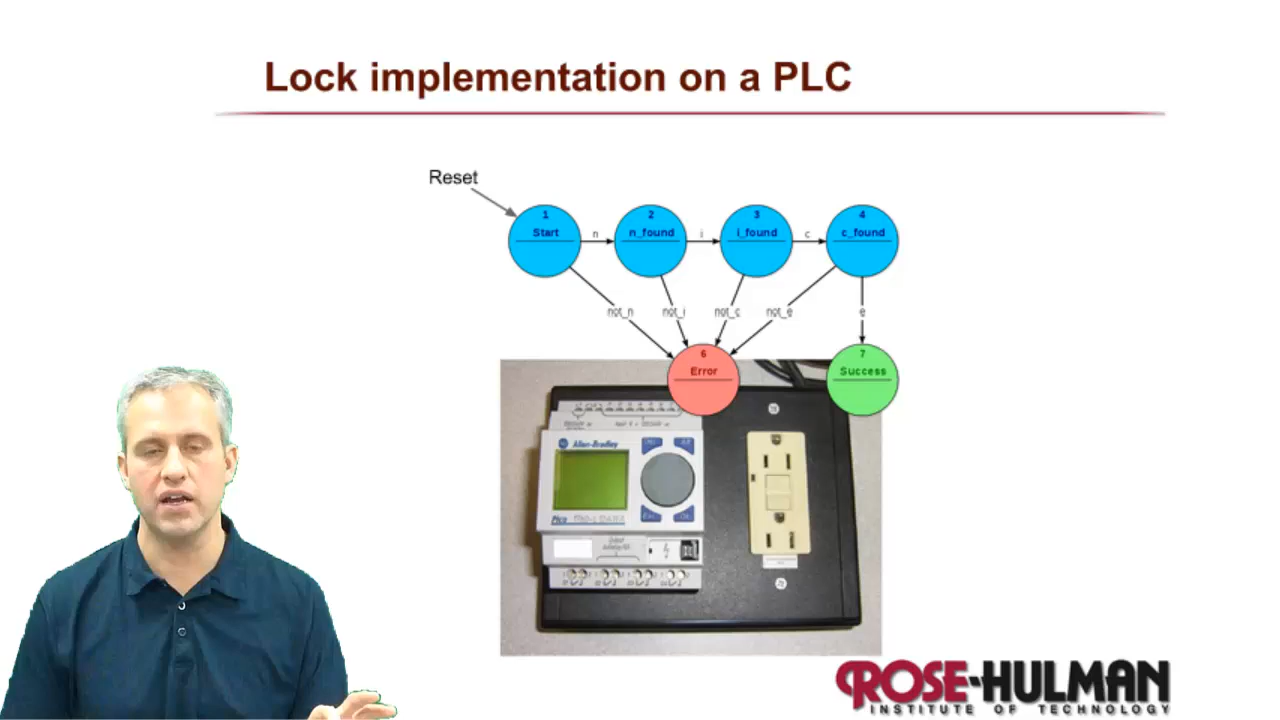 Lock implementation on a PLC
Reset
1
Start
n
2
n_found
i
3
i_found
c
4
c_found
not_n
not_i
not_c
not_e
e
6
Error
7
Success
Allen-Bradley
Pico
ROSE-HULMAN
INSTITUTE OF TECHNOLOGY